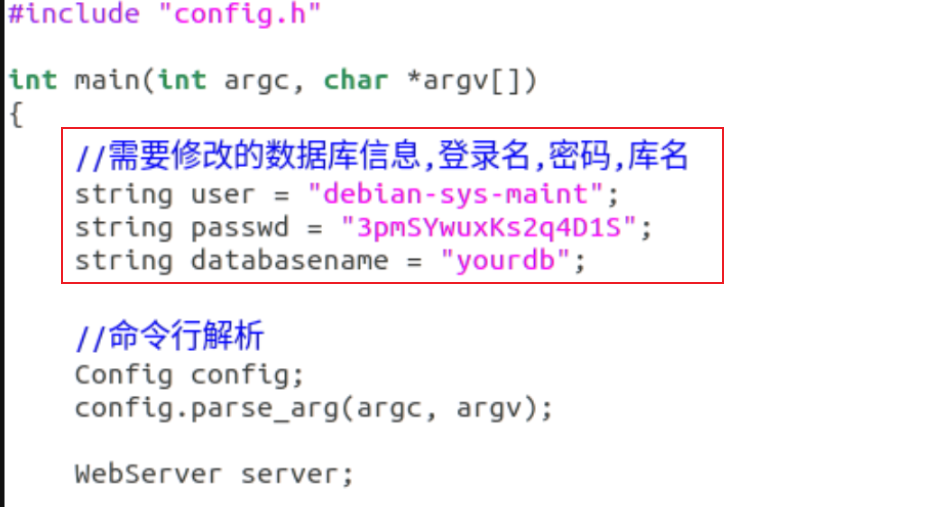 #include "config.h"
int main(int argc, char *argv[])
{
//需要修改的数据库信息,登录名,密码,库名
string user = "debian-sys-maint";
string passwd = "3pmSYwuxKs2q4D1S";
string databasename = "yourdb";
//命令行解析
Config config;
config.parse_arg(argc, argv);
WebServer server;